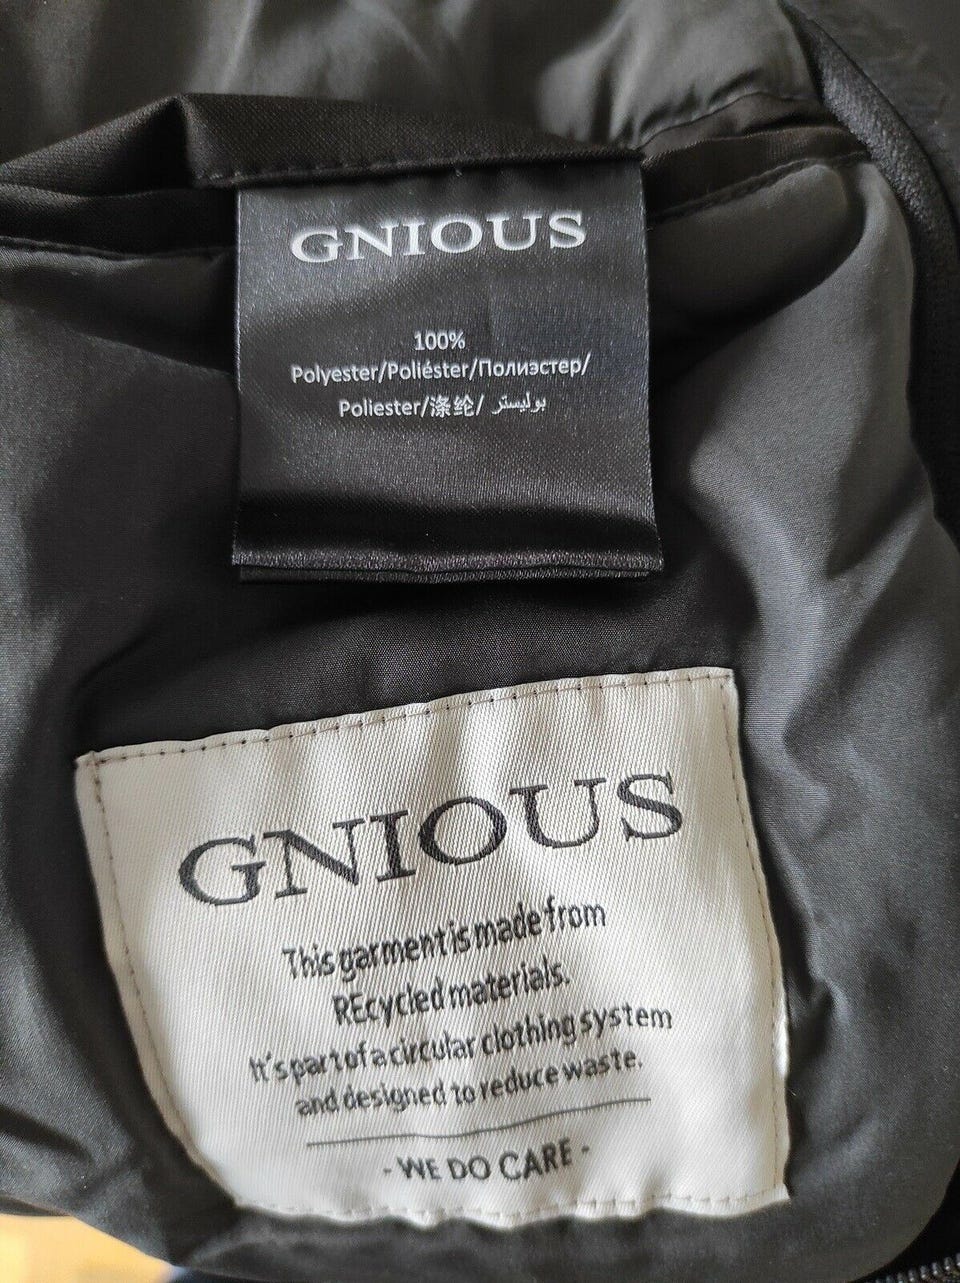 GNIOUS
100%
Polyester/Poliéster/Полиэстер/
Poliester/涤纶/ بوليستر
GNIOUS
This garment is made from
REcycled materials.
It's part of a circular clothing system
and designed to reduce waste.
- WE DO CARE -